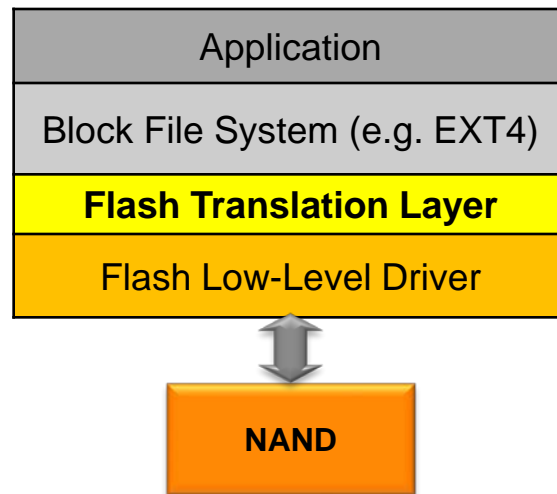 Application
Block File System (e.g. EXT4)
Flash Translation Layer
Flash Low-Level Driver
NAND